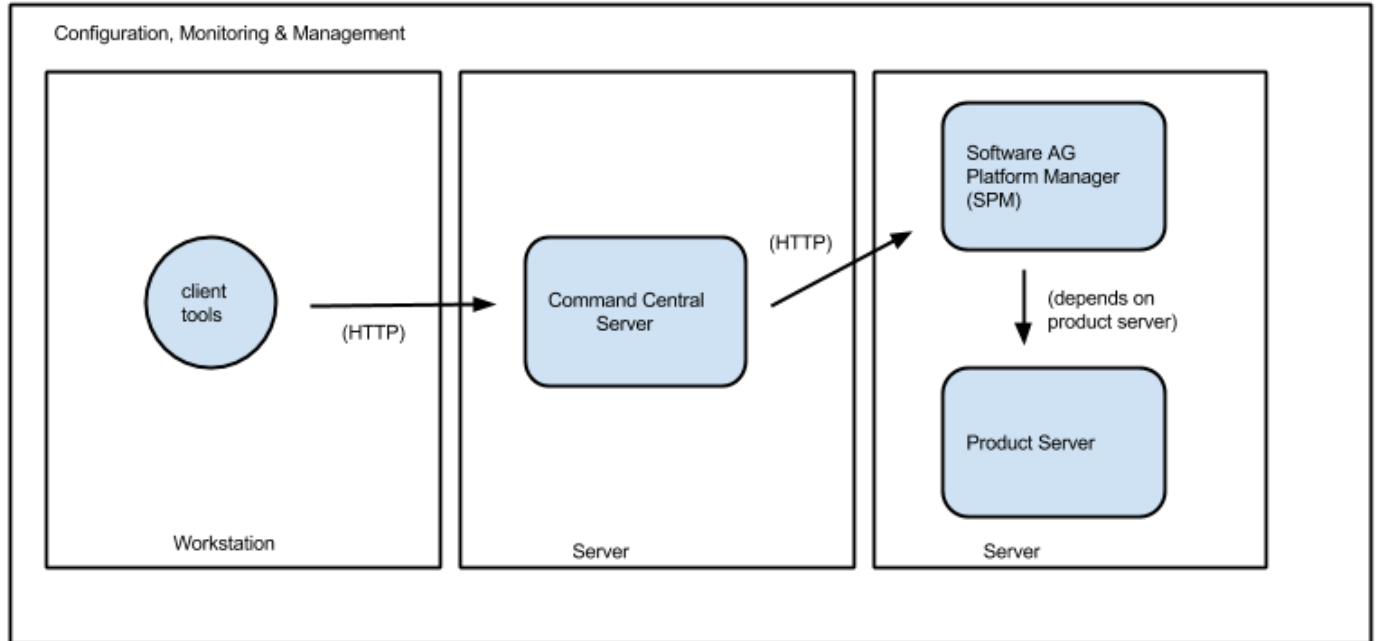 Configuration, Monitoring & Management
client
tools
(HTTP)
Workstation
Command Central
Server
(HTTP)
Server
Software AG
Platform Manager
(SPM)
(depends on
product server)
Product Server
Server